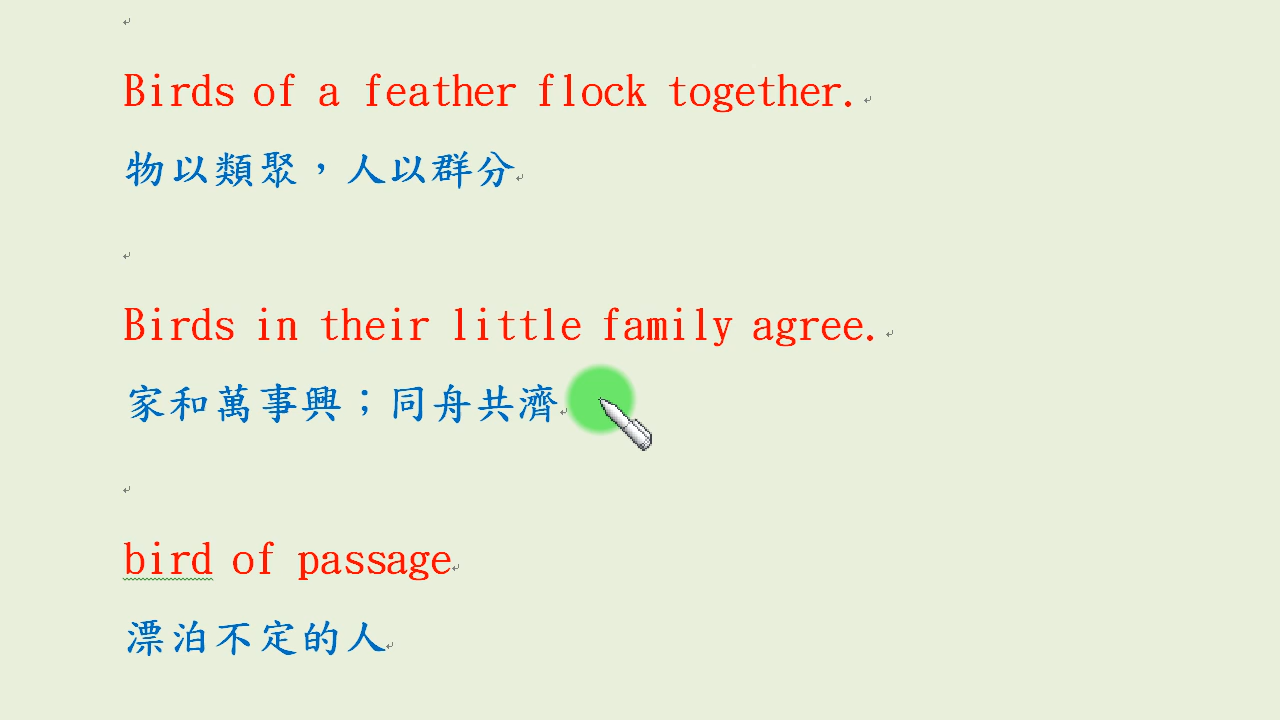 Birds of a feather flock together.
物以類聚，人以群分
Birds in their little family agree.
家和萬事興；同舟共濟
bird of passage
漂泊不定的人